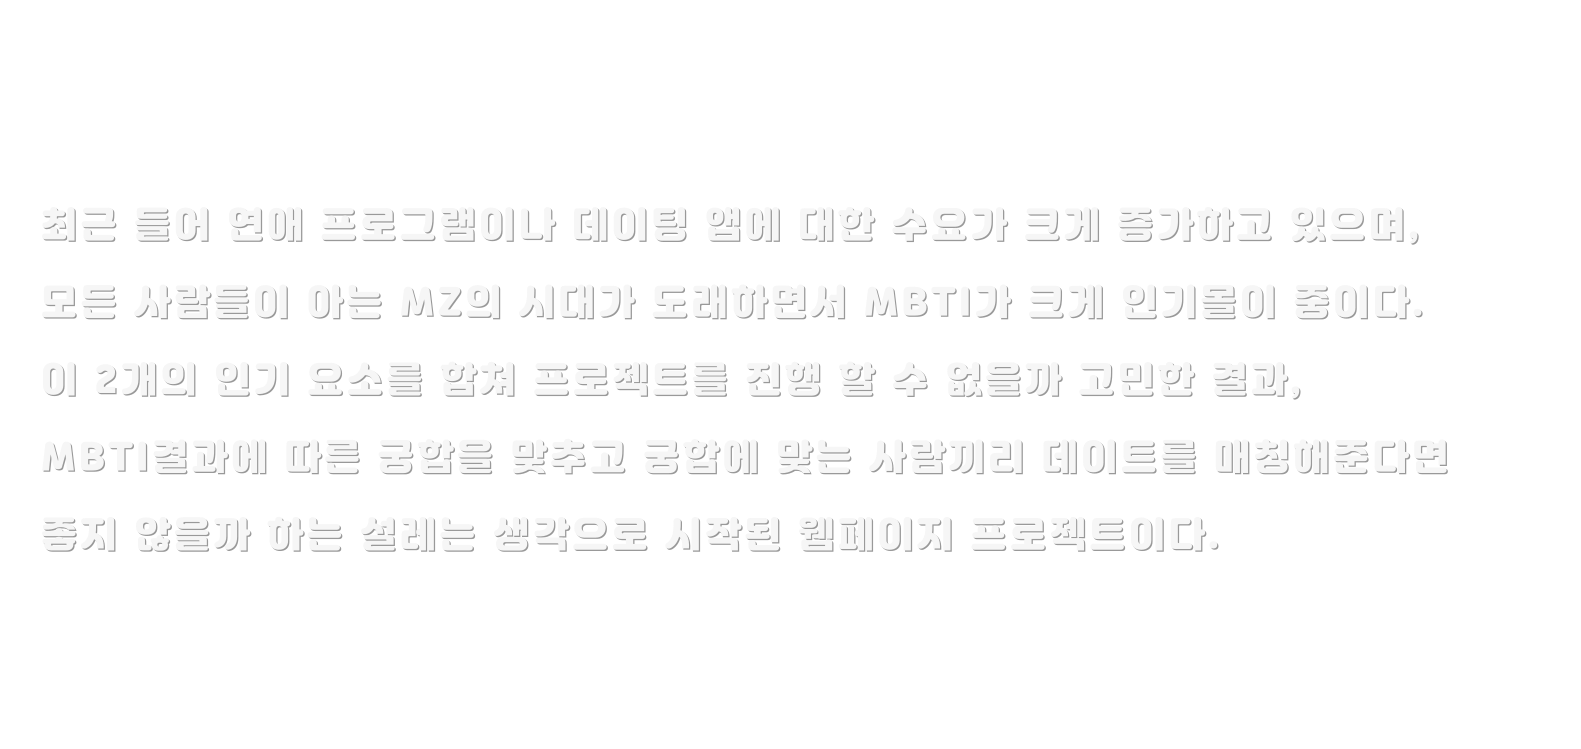 최근 들어 연애 프로그램이나 데이팅 앱에 대한 수요가 크게 증가하고 있으며,
모든 사람들이 아는 MZ의 시대가 도래하면서 MBTI가 크게 인기몰이 중이다.
이 2개의 인기 요소를 합쳐 프로젝트를 진행 할 수 없을까 고민한 결과,
MBTI결과에 따른 궁합을 맞추고 궁합에 맞는 사람끼리 데이트를 매칭해준다면
좋지 않을까 하는 설레는 생각으로 시작된 웹페이지 프로젝트이다.